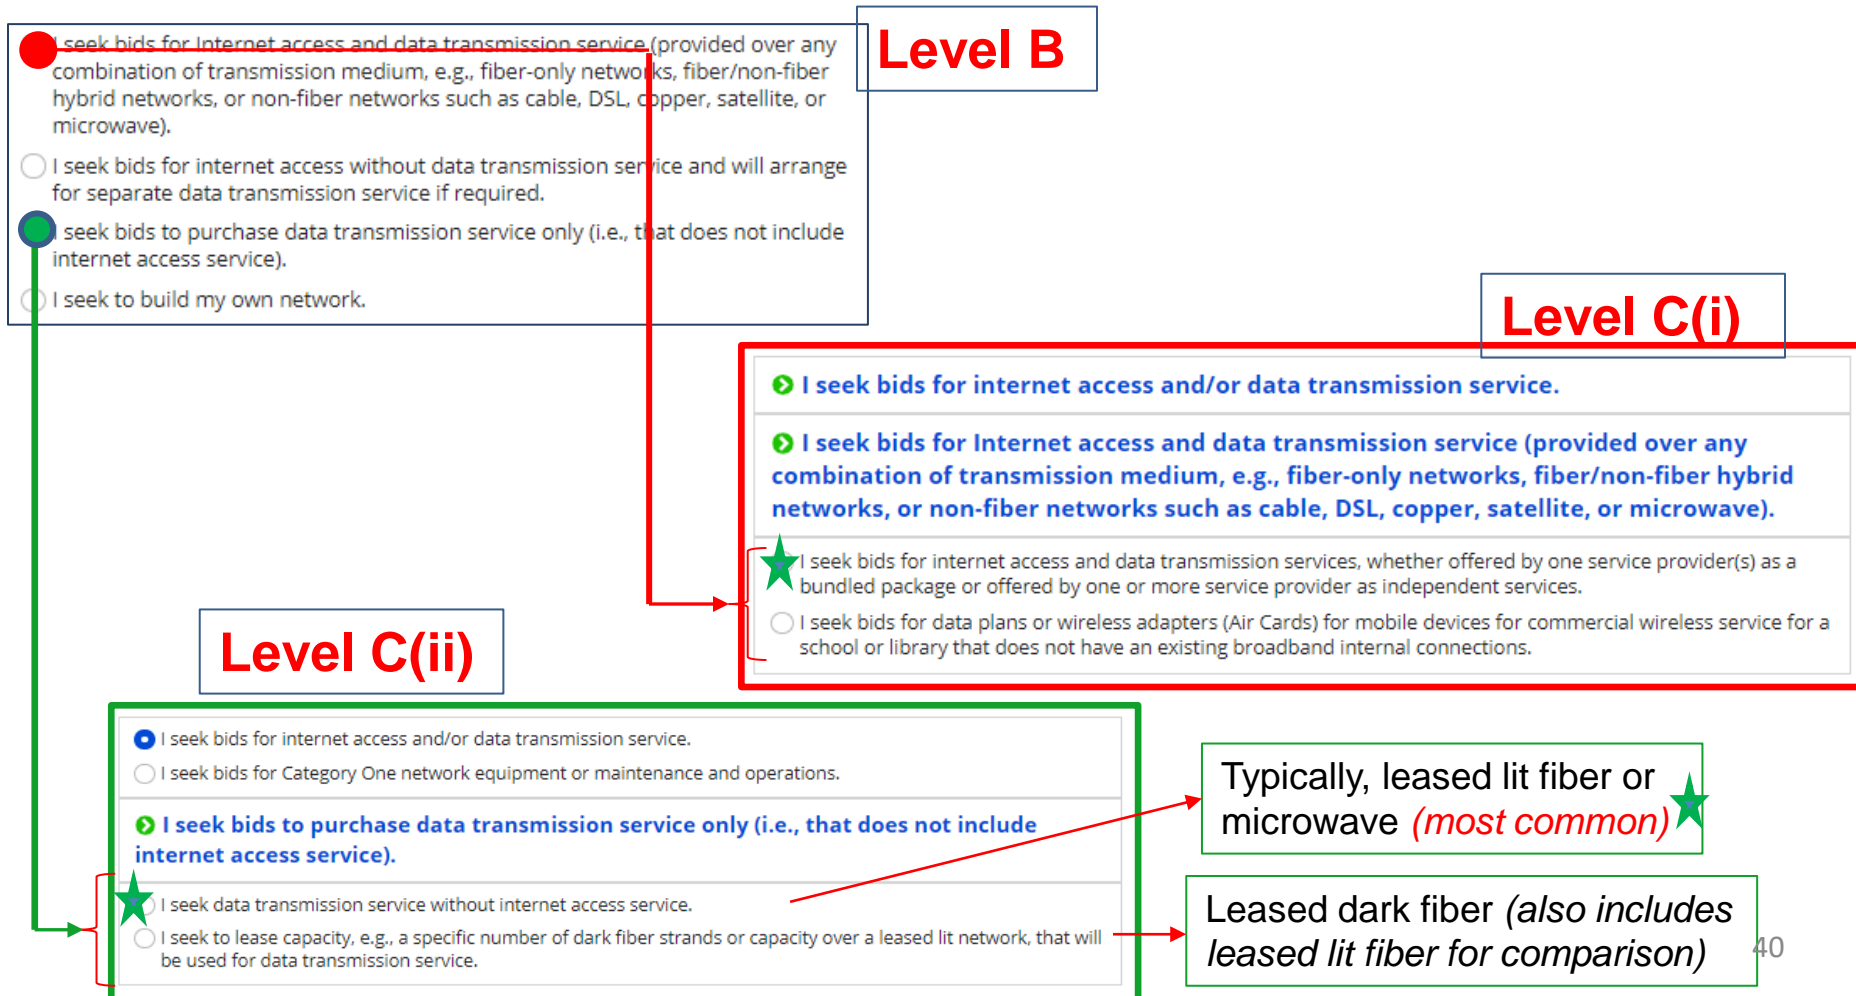 Level B
I seek bids for Internet access and data transmission service (provided over any
combination of transmission medium, e.g., fiber-only networks, fiber/non-fiber
hybrid networks, or non-fiber networks such as cable, DSL, copper, satellite, or
microwave).
I seek bids for internet access without data transmission service and will arrange
for separate data transmission service if required.
I seek bids to purchase data transmission service only (i.e., that does not include
internet access service).
I seek to build my own network.
Level C(i)
I seek bids for internet access and/or data transmission service.
I seek bids for Internet access and data transmission service (provided over any
combination of transmission medium, e.g., fiber-only networks, fiber/non-fiber hybrid
networks, or non-fiber networks such as cable, DSL, copper, satellite, or microwave).
I seek bids for internet access and data transmission services, whether offered by one service provider(s) as a
bundled package or offered by one or more service provider as independent services.
I seek bids for data plans or wireless adapters (Air Cards) for mobile devices for commercial wireless service for a
school or library that does not have an existing broadband internal connections.
Level C(ii)
I seek bids for internet access and/or data transmission service.
I seek bids for Category One network equipment or maintenance and operations.
I seek bids to purchase data transmission service only (i.e., that does not include
internet access service).
I seek data transmission service without internet access service.
I seek to lease capacity, e.g., a specific number of dark fiber strands or capacity over a leased lit network, that will
be used for data transmission service.
Typically, leased lit fiber or
microwave (most common)
Leased dark fiber (also includes
leased lit fiber for comparison)
40